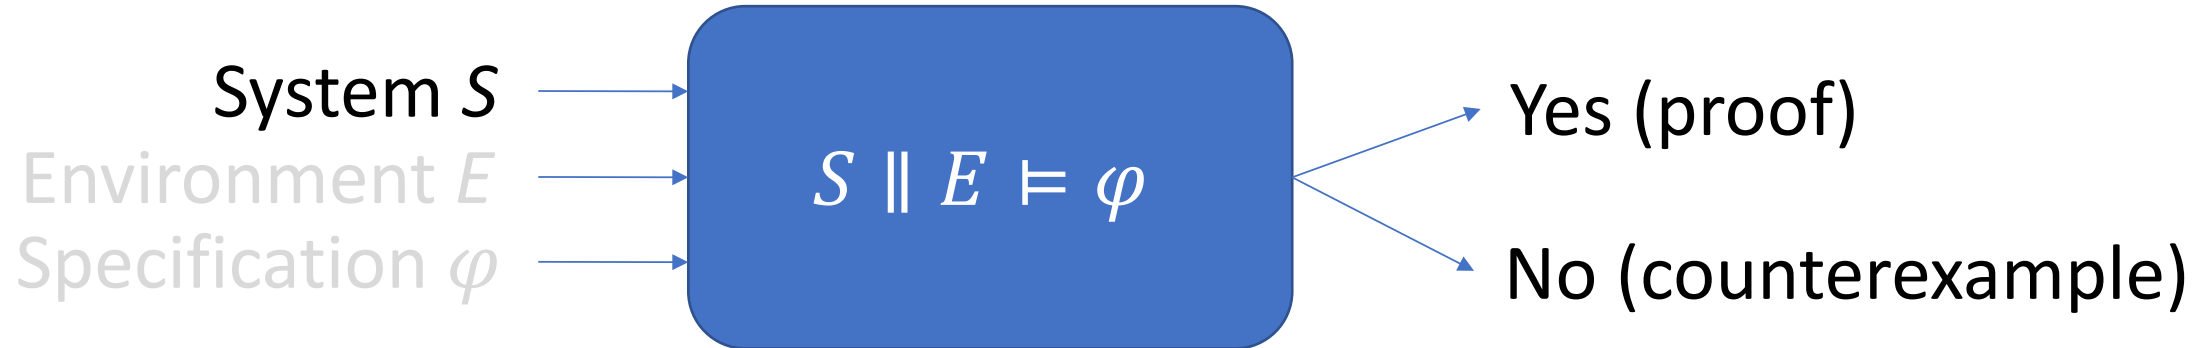 System S
Environment E
Specification φ
S ∥ E ⊨ φ
Yes (proof)
No (counterexample)